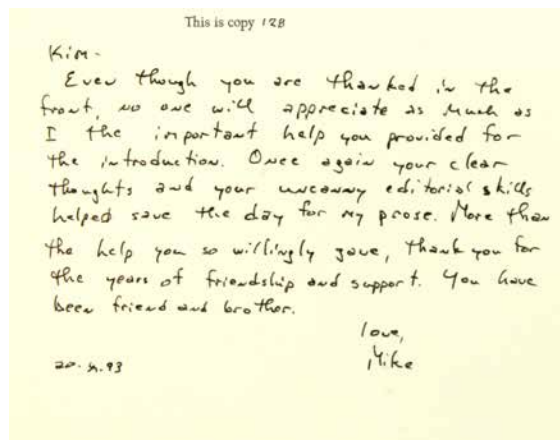 This is copy 128
Kim-
Even though you are thanked in the
front, no one will appreciate as much as
I the important help you provided for
the introduction. Once again your clear
thoughts and your uncanny editorial skills
helped save the day for my prose. More than
the help you so willingly gave, thank you for
the years of friendship and support. You have
been friend and brother.
love,
Mike